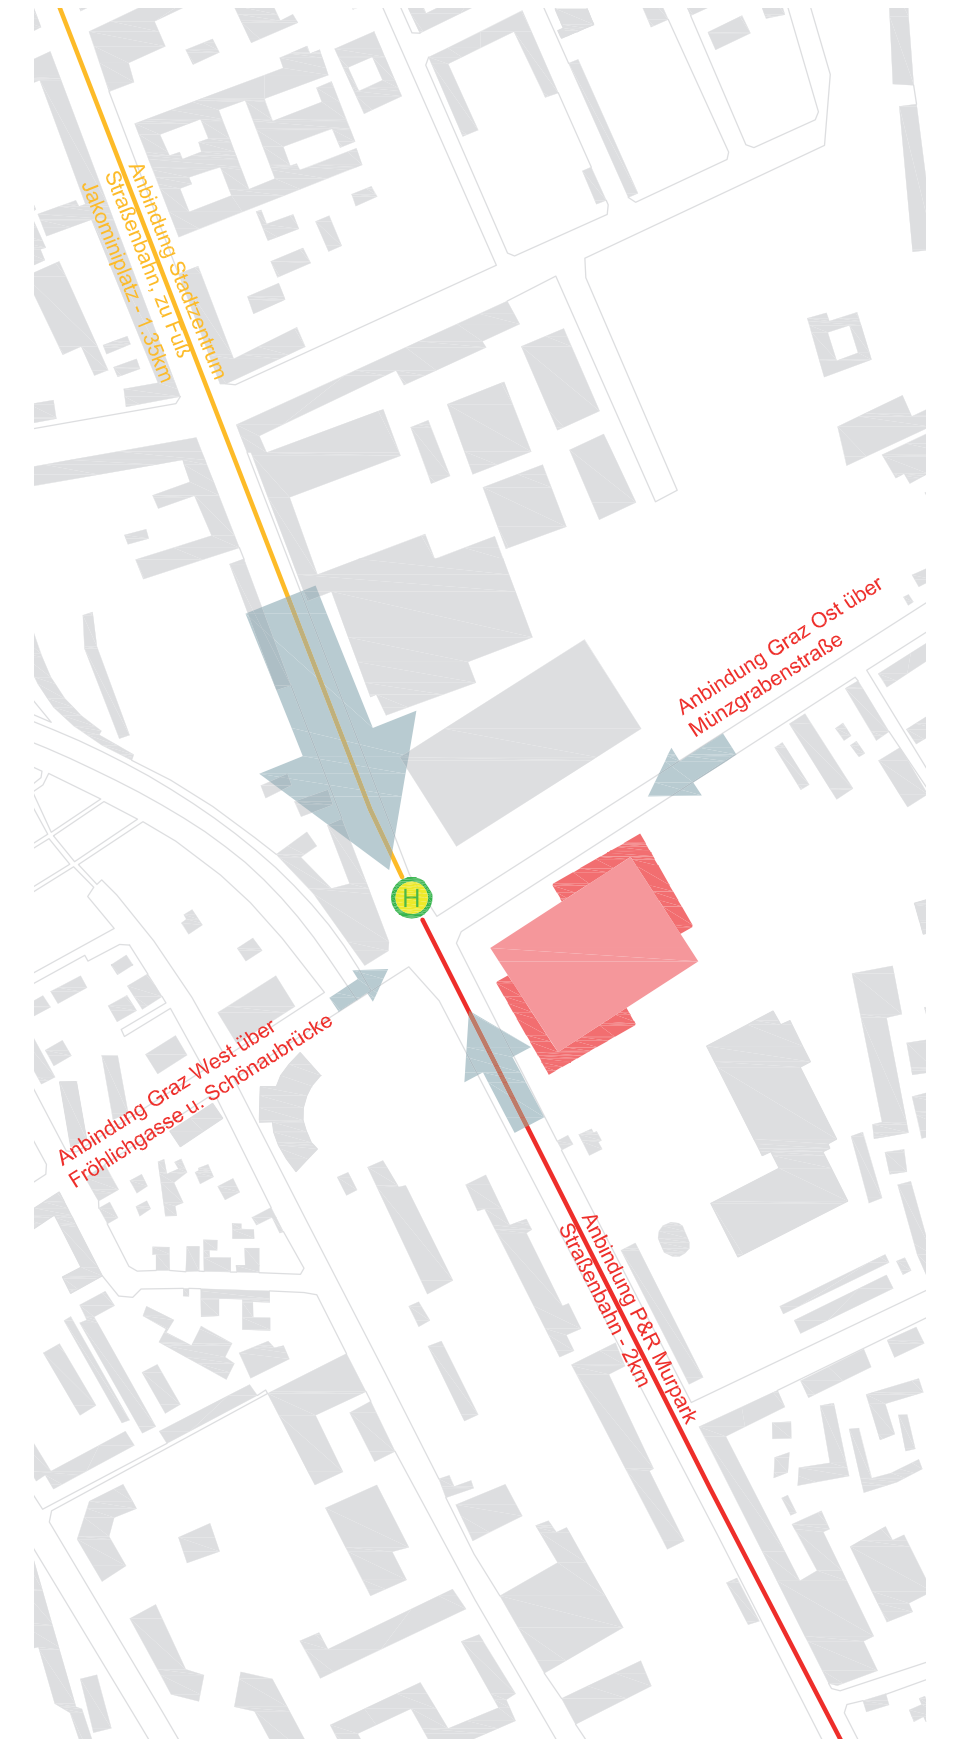 Anbindung Stadtzentrum
Straßenbahn, zu Fuß
Jakominiplatz - 1.35km
Anbindung Graz Ost über
Münzgrabenstraße
H
Anbindung Graz West über
Fröhlichgasse u. Schönaubrücke
Anbindung P&R Murpark
Straßenbahn - 2km